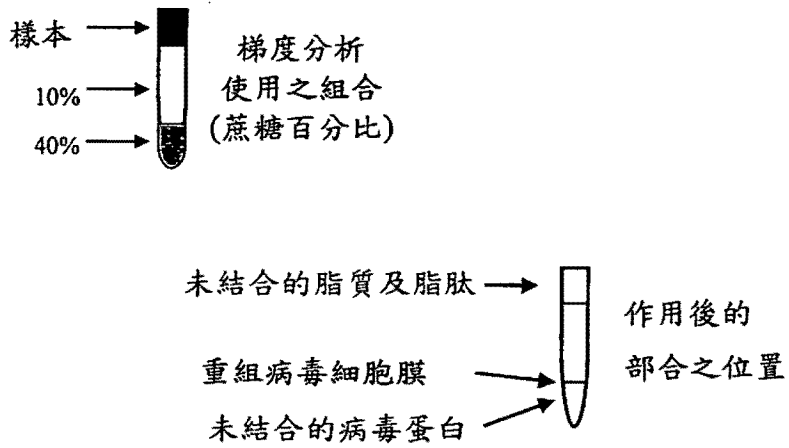 樣本
10%
40%
梯度分析
使用之組合
(蔗糖百分比)
未結合的脂質及脂肽
重組病毒細胞膜
未結合的病毒蛋白
作用後的
部合之位置